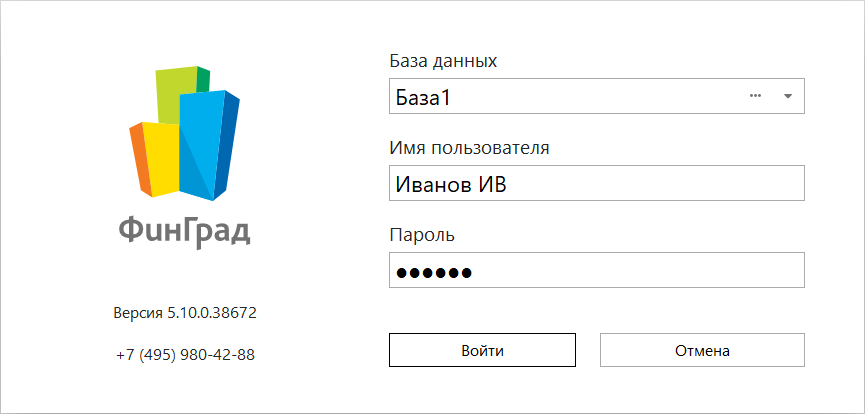 ФинГрад
Версия 5.10.0.38672
+7 (495) 980-42-88
База данных
База1
Имя пользователя
Иванов ИВ
Пароль
●●●●●●
Войти
Отмена